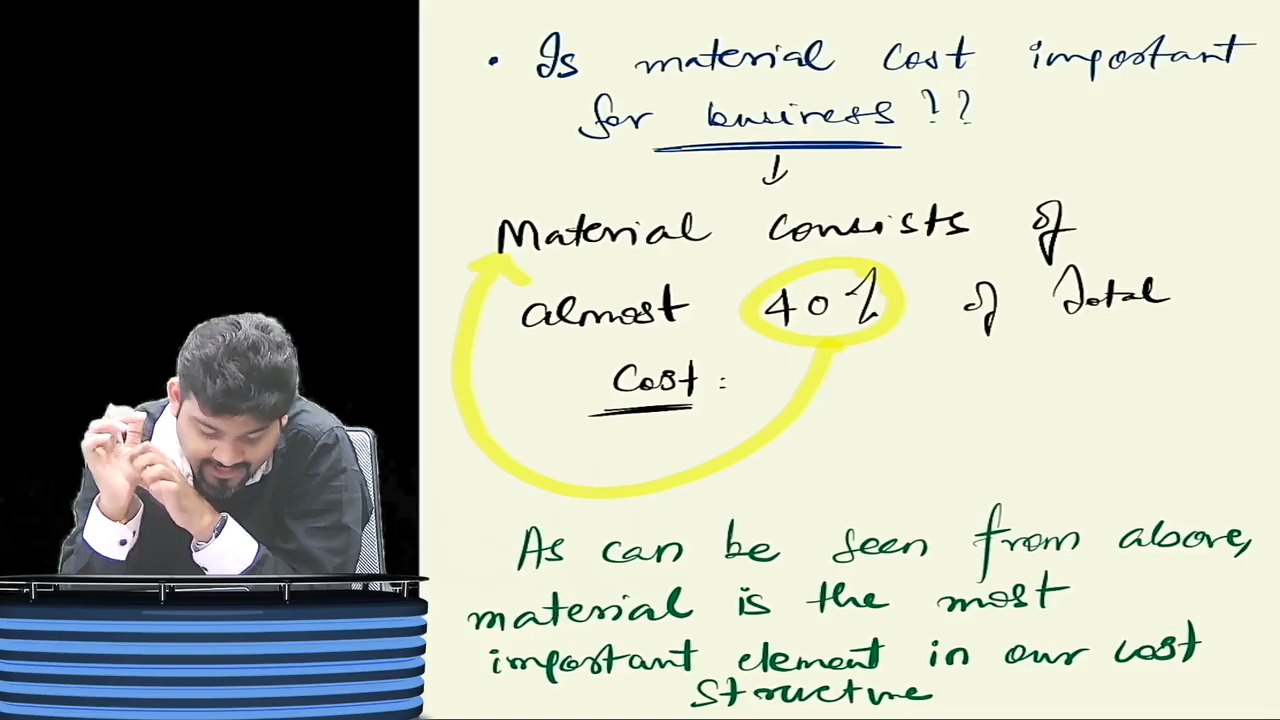 • Is material cost important
for business ??
↓
Material consists of
almost 40% of Total
Cost :
As can be seen from above,
material is the most
important element in our cost
structure